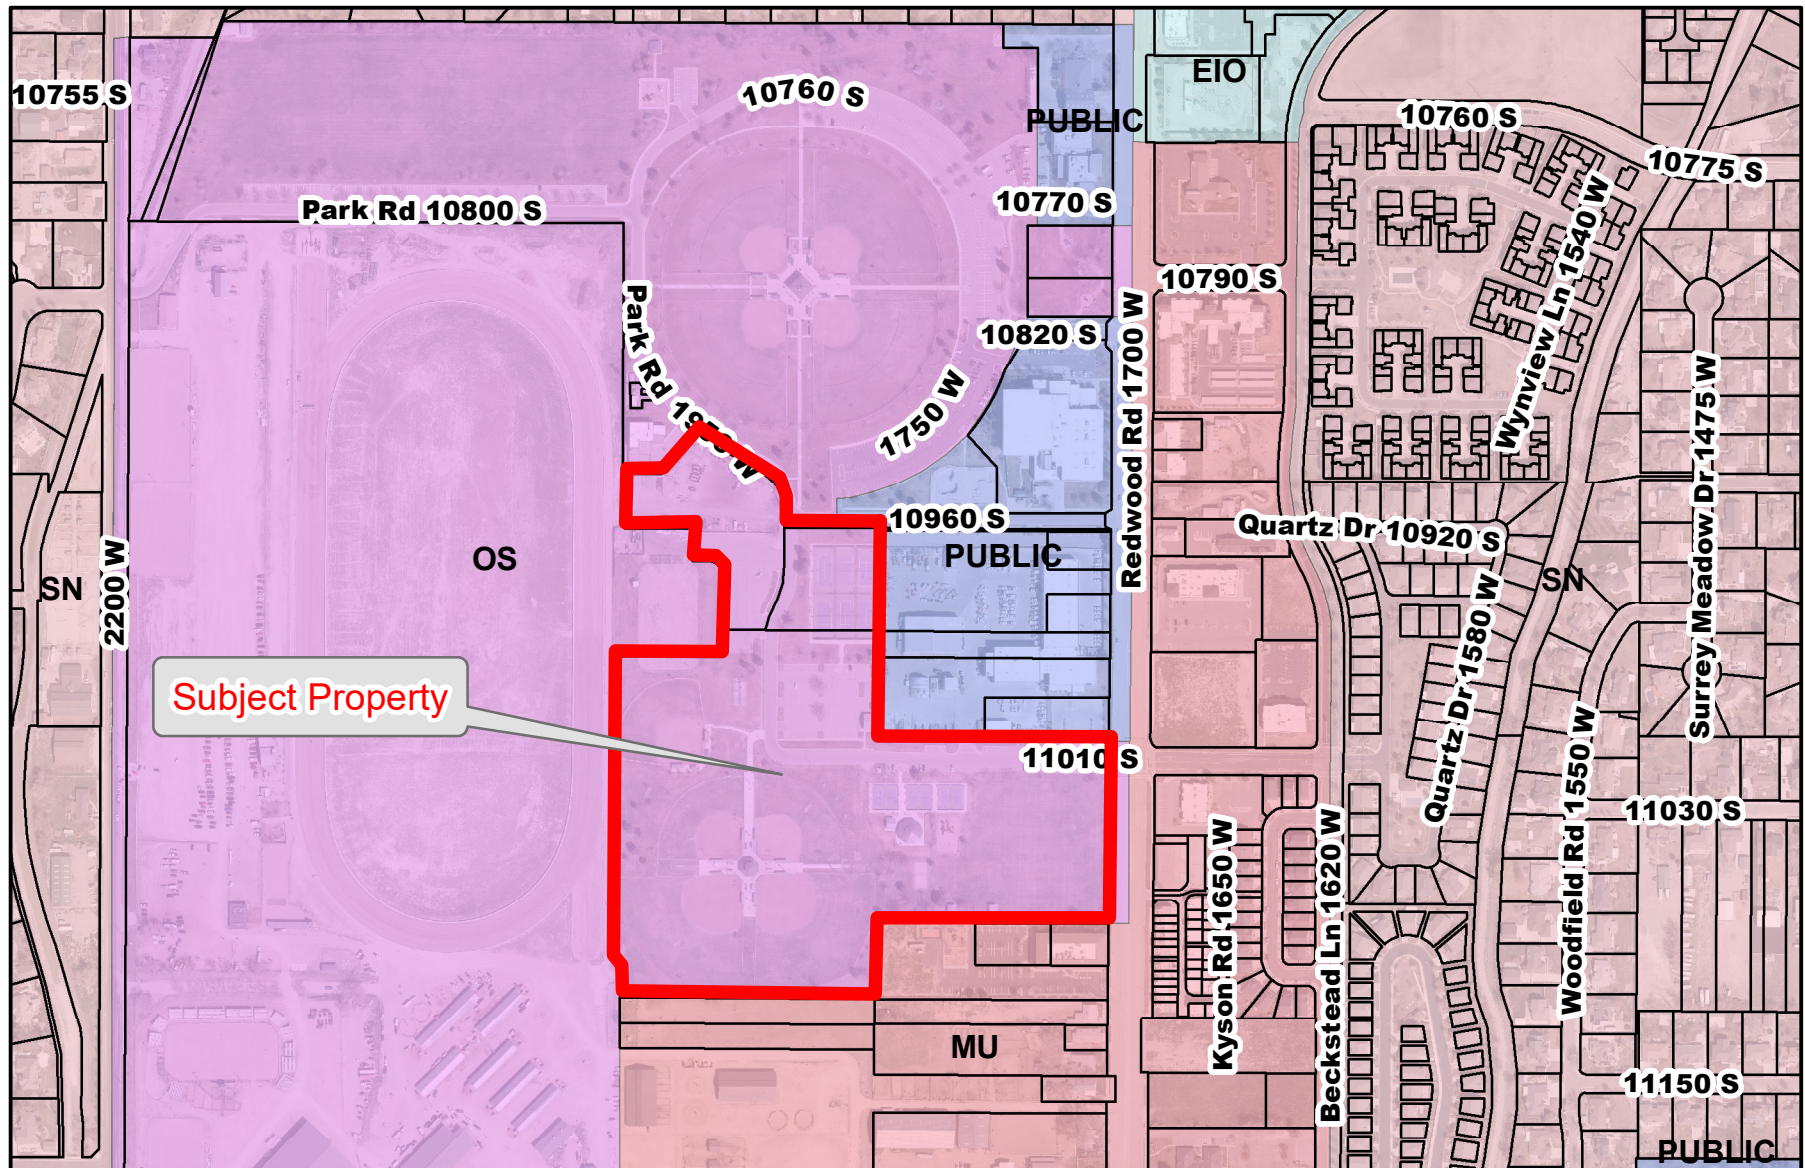 EIO
10755 S
10760 S
PUBLIC
10760 S
10775 S
10770 S
Park Rd 10800 S
Wynview Ln 1540 W
10790 S
Park Rd 1950 W
10820 S
Redwood Rd 1700 W
1750 W
Surrey Meadow Dr 1475 W
10960 S
Quartz Dr 10920 S
OS
PUBLIC
SN
SN
2200 W
Quartz Dr 1580 W
Subject Property
11010 S
Woodfield Rd 1550 W
11030 S
Kyson Rd 1650 W
Beckstead Ln 1620 W
MU
11150 S
PUBLIC